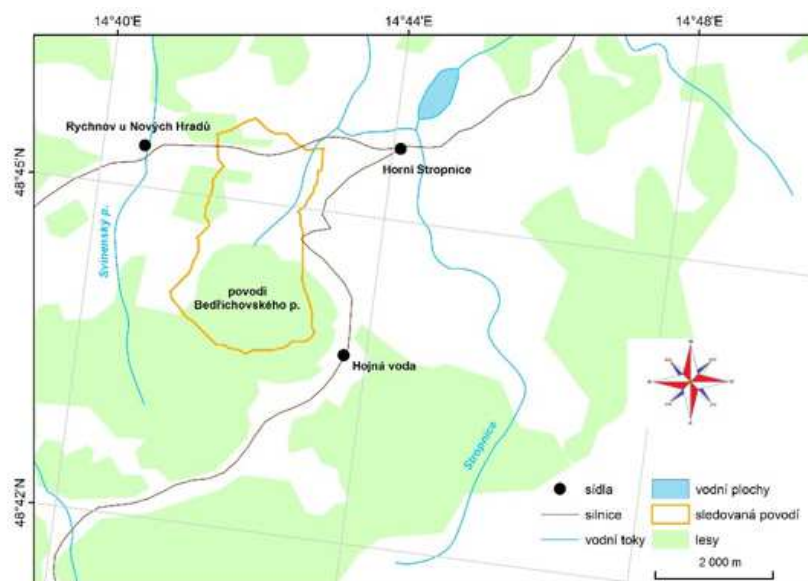 14°40'E
14°44'E
14°48'E
48°45'N
48°42'N
Rychnov u Nových Hradů
Horní Stropnice
Svinenský p.
povodí
Bedřichovského p.
Hojná voda
Stropnice
sídla
silnice
vodní toky
vodní plochy
sledovaná povodí
lesy
2 000 m